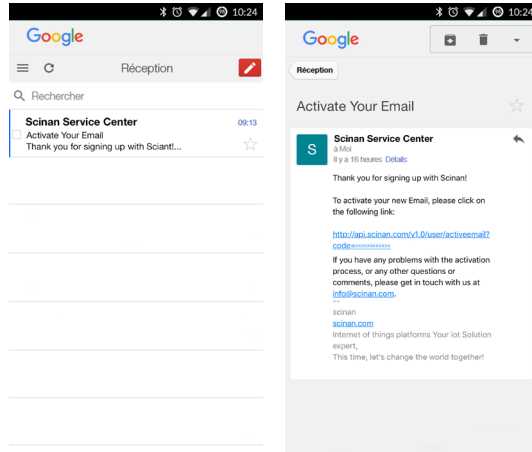 10:24
Google
Réception
Rechercher
Scinan Service Center 09:13
Activate Your Email
Thank you for signing up with Sciant!...
10:24
Google
Réception
Activate Your Email
S
Scinan Service Center
à Moi
Il y a 16 heures Détails
Thank you for signing up with Scinan!
To activate your new Email, please click on
the following link:
http://api.scinan.com/v1.0/user/activeemail?
code=xxxxxxxxxxxx
If you have any problems with the activation
process, or any other questions or
comments, please get in touch with us at
info@scinan.com.
--
scinan
scinan.com
Internet of things platforms Your iot Solution
expert,
This time, let's change the world together!